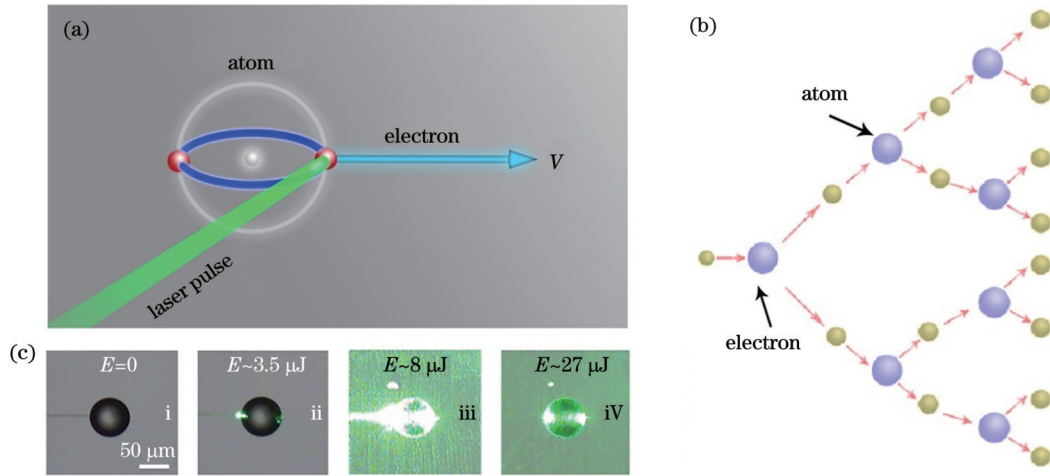 (a)
atom
electron
V
laser pulse
(b)
atom
electron
(c)
E=0
i
50 μm
E~3.5 μJ
ii
E~8 μJ
iii
E~27 μJ
iV